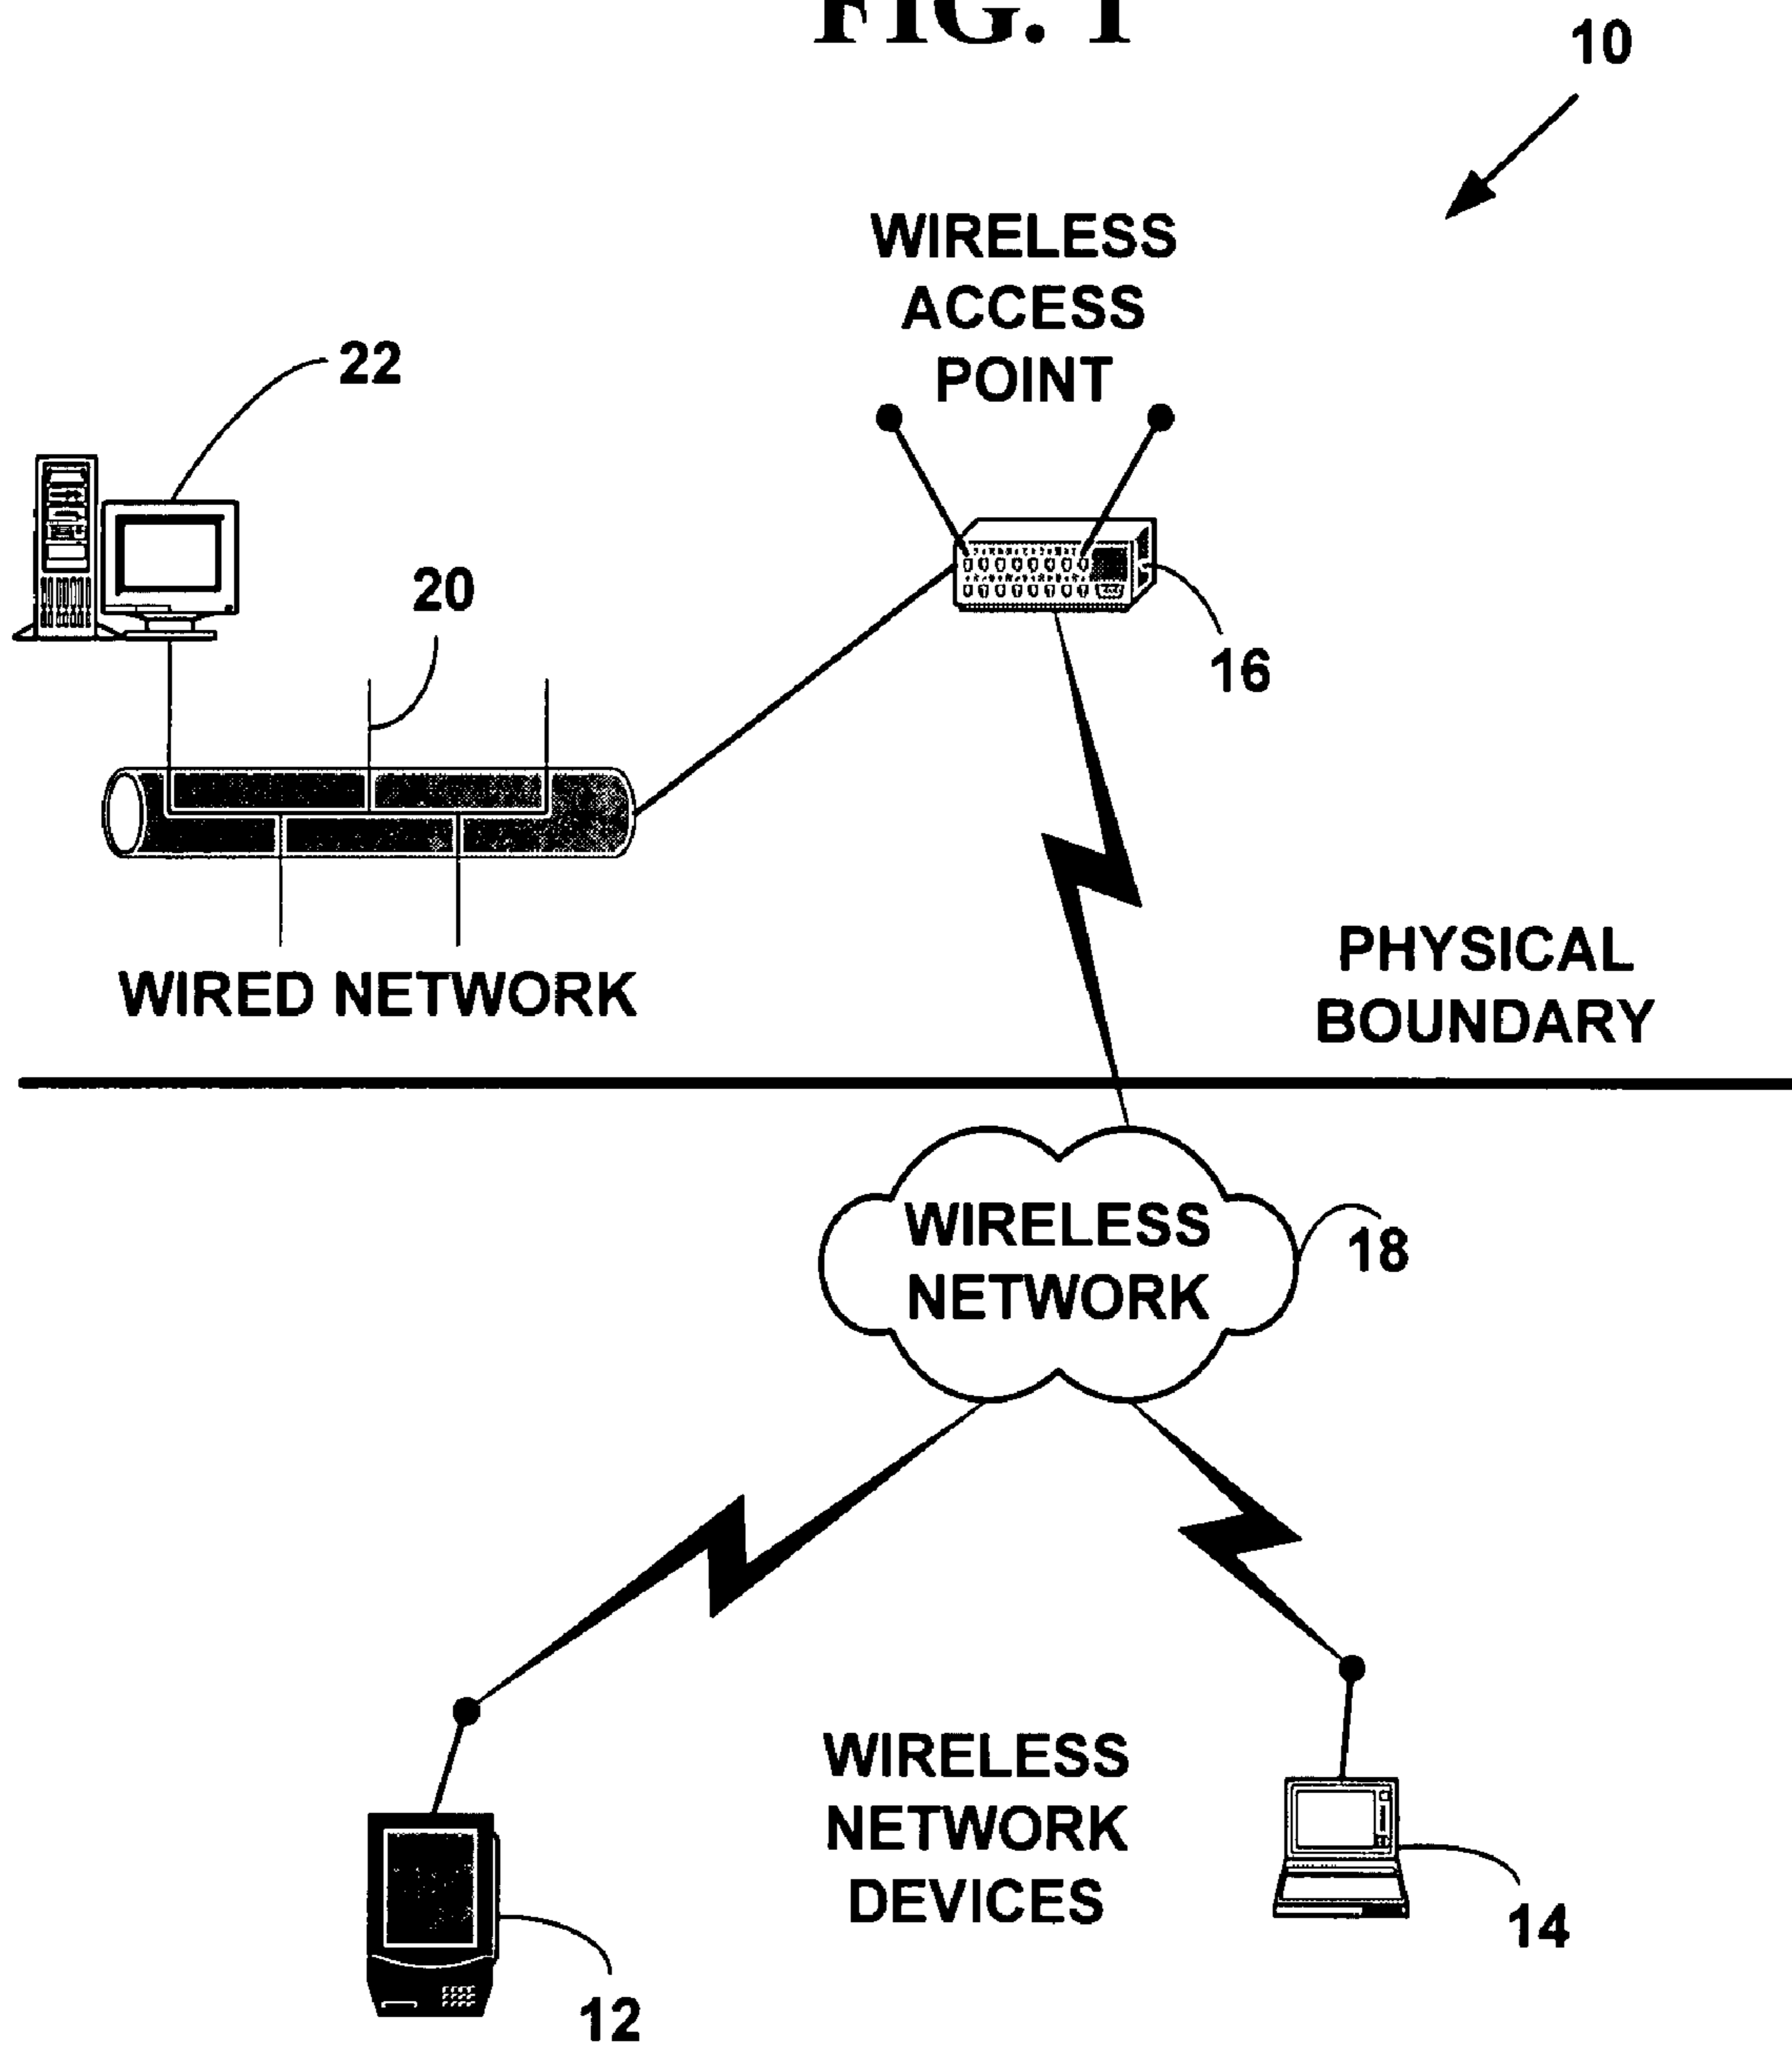 FIG. 1
10
WIRELESS
ACCESS
POINT
22
20
16
WIRED NETWORK
PHYSICAL
BOUNDARY
WIRELESS
NETWORK
18
WIRELESS
NETWORK
DEVICES
14
12